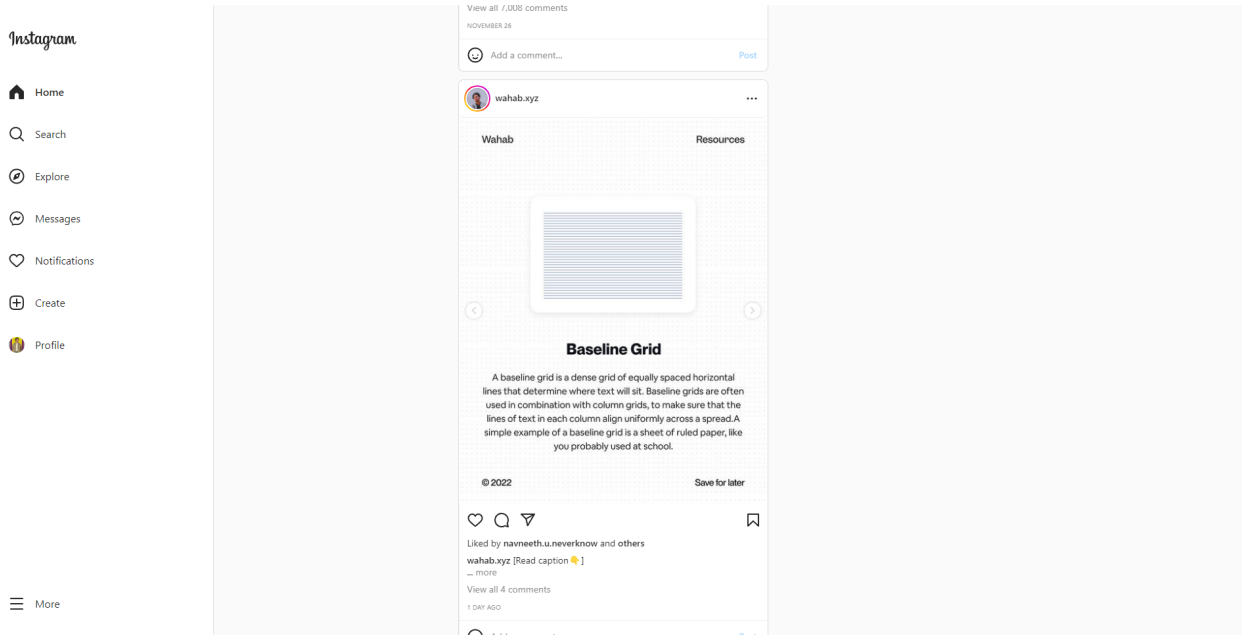 Instagram
Home
Search
Explore
Messages
Notifications
Create
Profile
More
View all 7,008 comments
NOVEMBER 26
Add a comment...
Post
wahab.xyz
Wahab
Resources
Baseline Grid
A baseline grid is a dense grid of equally spaced horizontal
lines that determine where text will sit. Baseline grids are often
used in combination with column grids, to make sure that the
lines of text in each column align uniformly across a spread.A
simple example of a baseline grid is a sheet of ruled paper, like
you probably used at school.
© 2022
Save for later
Liked by navneeth.u.neverknow and others
wahab.xyz [Read caption👇]
... more
View all 4 comments
1 DAY AGO